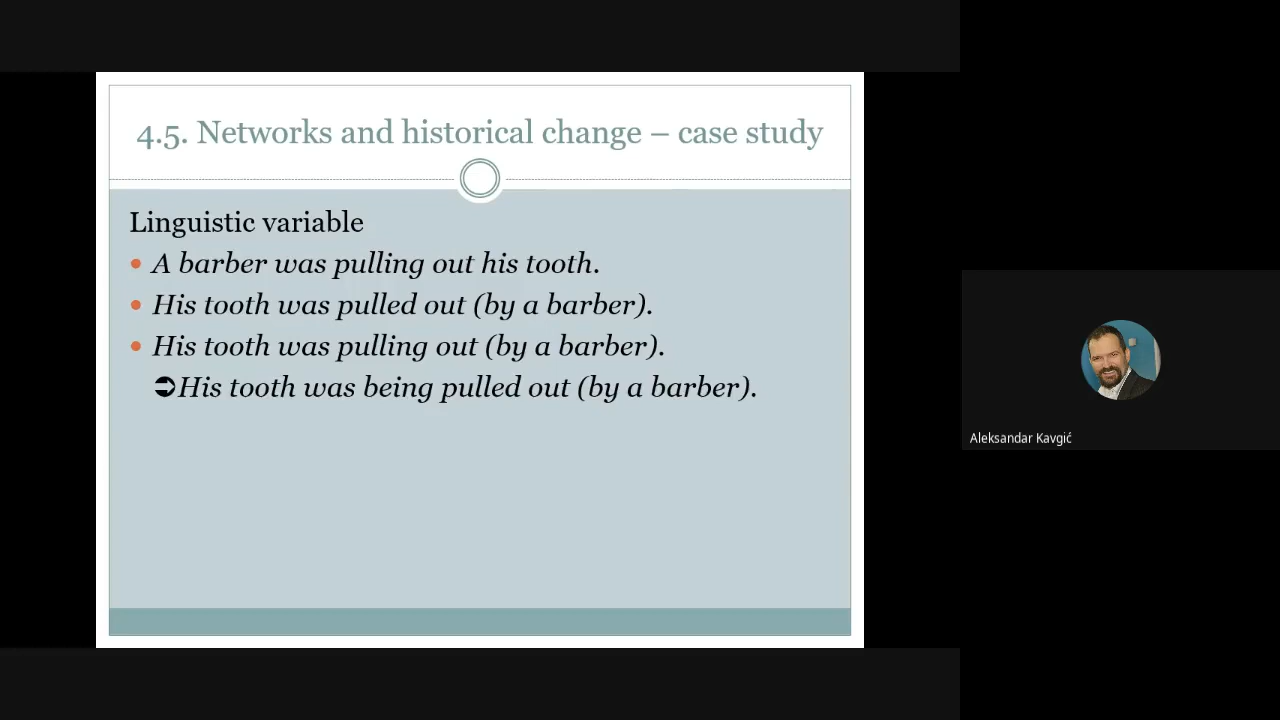 4.5. Networks and historical change – case study
Linguistic variable
• A barber was pulling out his tooth.
• His tooth was pulled out (by a barber).
• His tooth was pulling out (by a barber).
➲His tooth was being pulled out (by a barber).
Aleksandar Kavgić